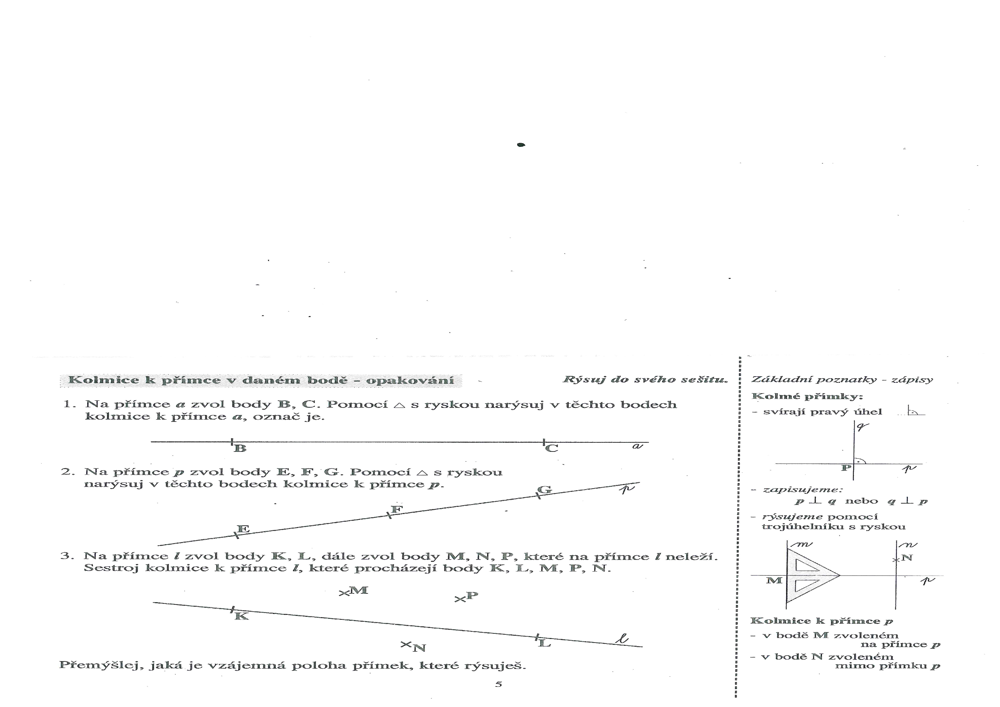 Kolmice k přímce v daném bodě - opakování
Rýsuj do svého sešitu.
1. Na přímce a zvol body B, C. Pomocí △ s ryskou narýsuj v těchto bodech
kolmice k přímce a, označ je.
B
C
a
2. Na přímce p zvol body E, F, G. Pomocí △ s ryskou
narýsuj v těchto bodech kolmice k přímce p.
G
p
F
E
3. Na přímce l zvol body K, L, dále zvol body M, N, P, které na přímce l neleží.
Sestroj kolmice k přímce l, které procházejí body K, L, M, P, N.
M
P
K
L
l
N
Přemýšlej, jaká je vzájemná poloha přímek, které rýsuješ.
5
Základní poznatky - zápisy
Kolmé přímky:
- svírají pravý úhel
q
P
p
- zapisujeme:
p ⊥ q nebo q ⊥ p
- rýsujeme pomocí
trojúhelníku s ryskou
m
n
N
M
p
Kolmice k přímce p
- v bodě M zvoleném
na přímce p
- v bodě N zvoleném
mimo přímku p